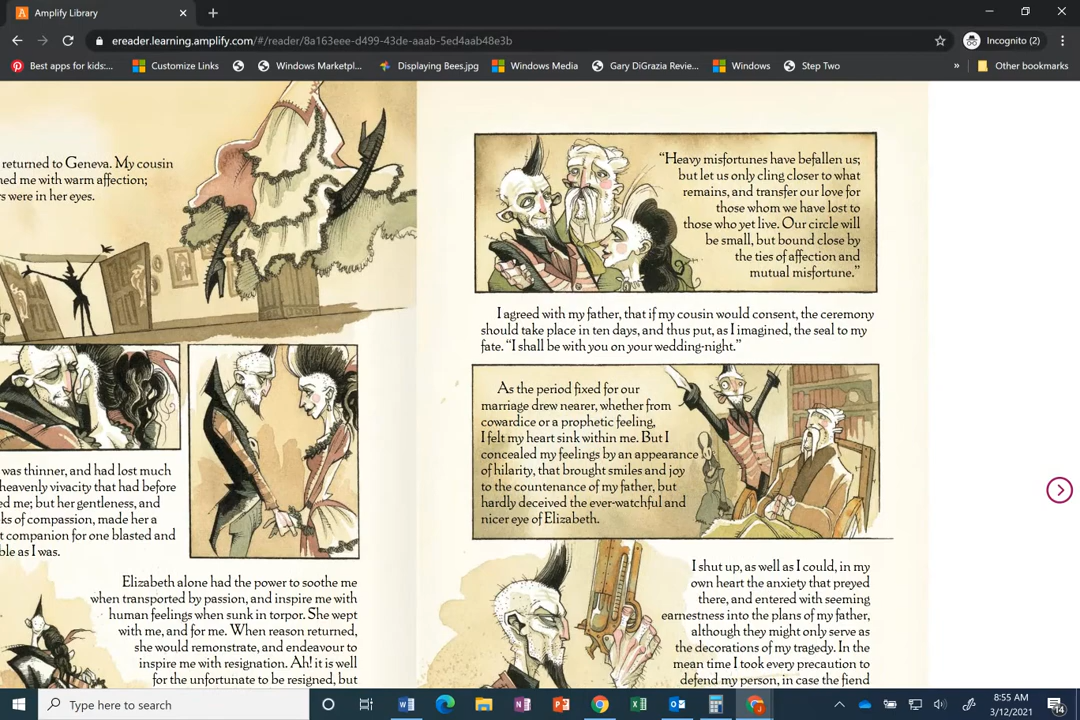 Amplify Library
ereader.learning.amplify.com/#/reader/8a163eee-d499-43de-aaab-5ed4aab48e3b
Incognito (2)
Best apps for kids:...
Customize Links
Windows Marketpl...
Displaying Bees.jpg
Windows Media
Gary DiGrazia Revie...
Windows
Step Two
»
Other bookmarks
returned to Geneva. My cousin
ned me with warm affection;
rs were in her eyes.
was thinner, and had lost much
heavenly vivacity that had before
ed me; but her gentleness, and
ks of compassion, made her a
t companion for one blasted and
ble as I was.
Elizabeth alone had the power to soothe me
when transported by passion, and inspire me with
human feelings when sunk in torpor. She wept
with me, and for me. When reason returned,
she would remonstrate, and endeavour to
inspire me with resignation. Ah! it is well
for the unfortunate to be resigned, but
“Heavy misfortunes have befallen us;
but let us only cling closer to what
remains, and transfer our love for
those whom we have lost to
those who yet live. Our circle will
be small, but bound close by
the ties of affection and
mutual misfortune.”
I agreed with my father, that if my cousin would consent, the ceremony
should take place in ten days, and thus put, as I imagined, the seal to my
fate. “I shall be with you on your wedding-night.”
As the period fixed for our
marriage drew nearer, whether from
cowardice or a prophetic feeling,
I felt my heart sink within me. But I
concealed my feelings by an appearance
of hilarity, that brought smiles and joy
to the countenance of my father, but
hardly deceived the ever-watchful and
nicer eye of Elizabeth.
I shut up, as well as I could, in my
own heart the anxiety that preyed
there, and entered with seeming
earnestness into the plans of my father,
although they might only serve as
the decorations of my tragedy. In the
mean time I took every precaution to
defend my person, in case the fiend
Type here to search
8:55 AM
3/12/2021
14